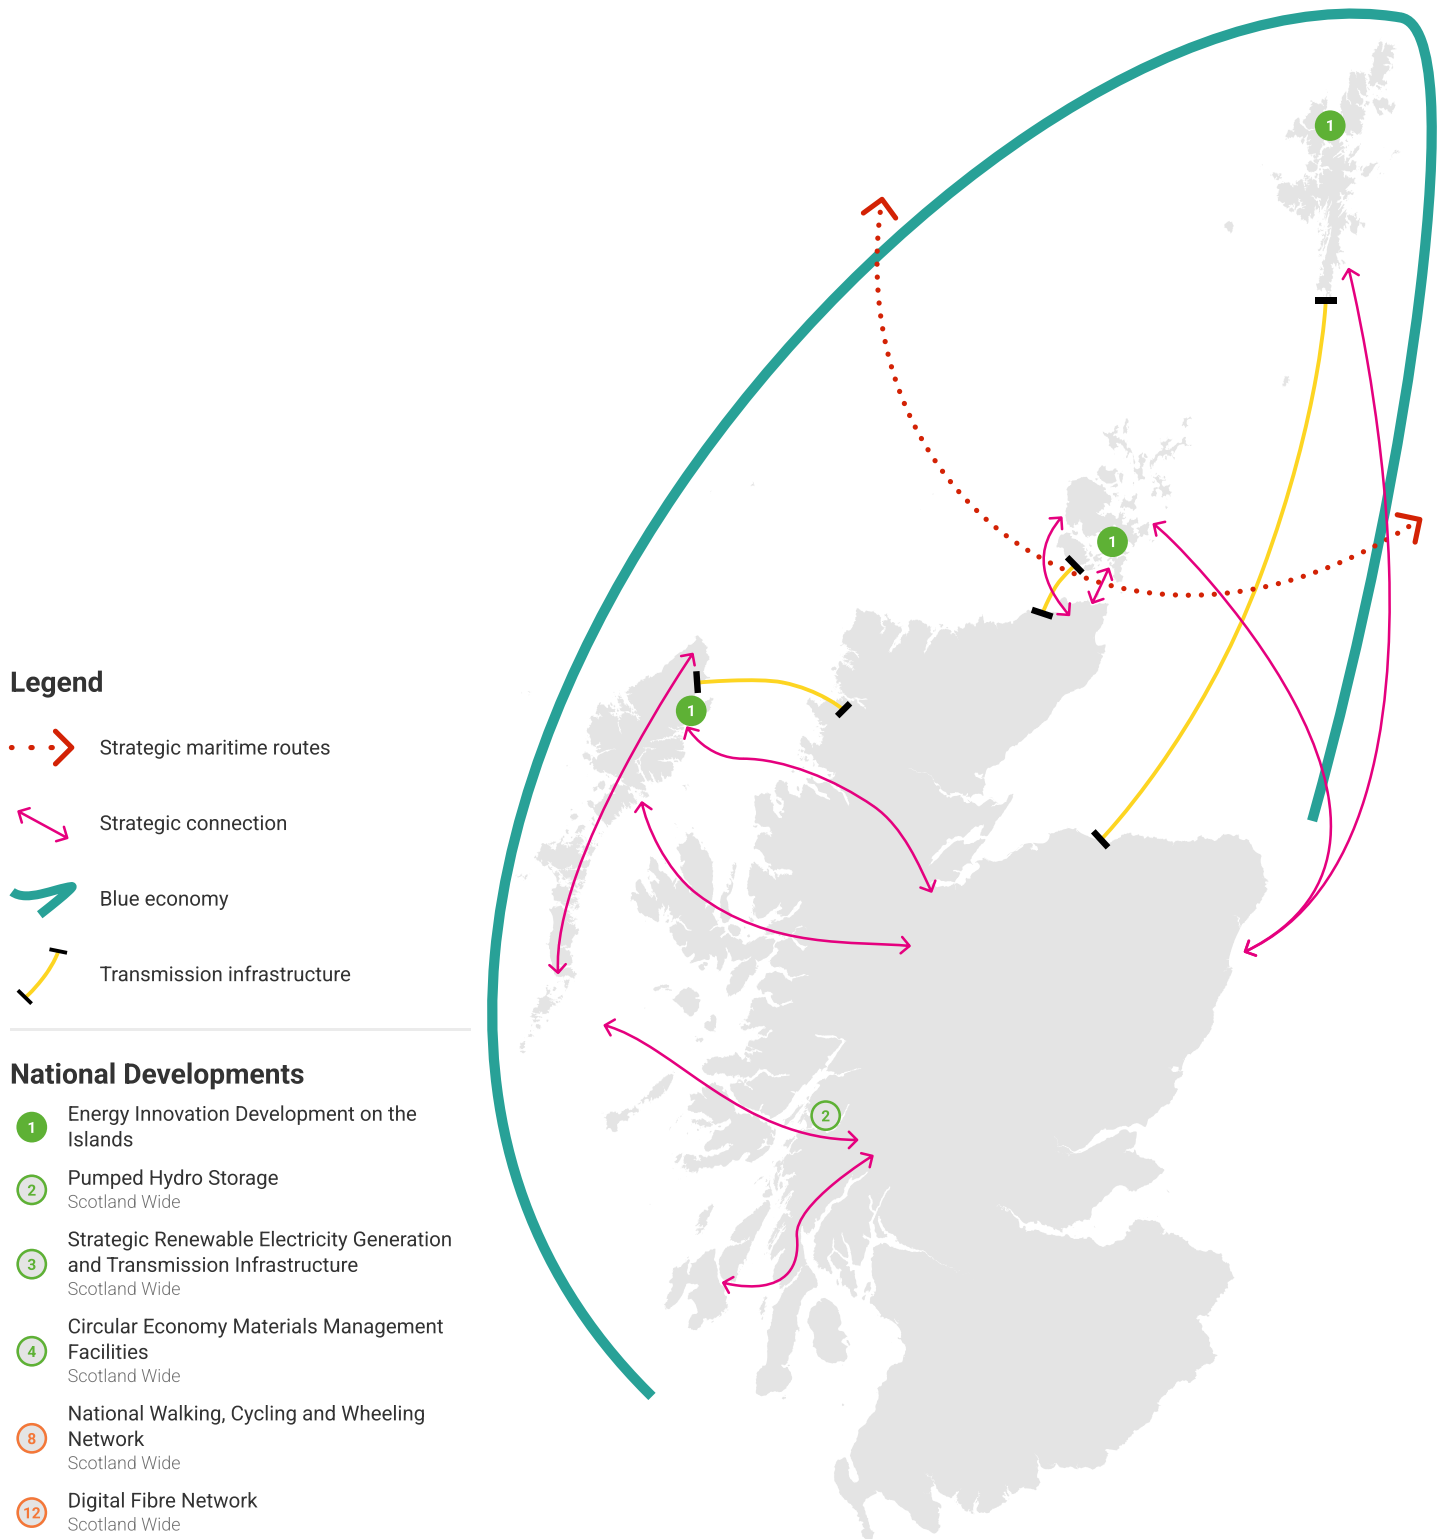 1
1
1
2
Legend
Strategic maritime routes
Strategic connection
Blue economy
Transmission infrastructure
National Developments
1 Energy Innovation Development on the
Islands
2 Pumped Hydro Storage
Scotland Wide
3 Strategic Renewable Electricity Generation
and Transmission Infrastructure
Scotland Wide
4 Circular Economy Materials Management
Facilities
Scotland Wide
8 National Walking, Cycling and Wheeling
Network
Scotland Wide
12 Digital Fibre Network
Scotland Wide